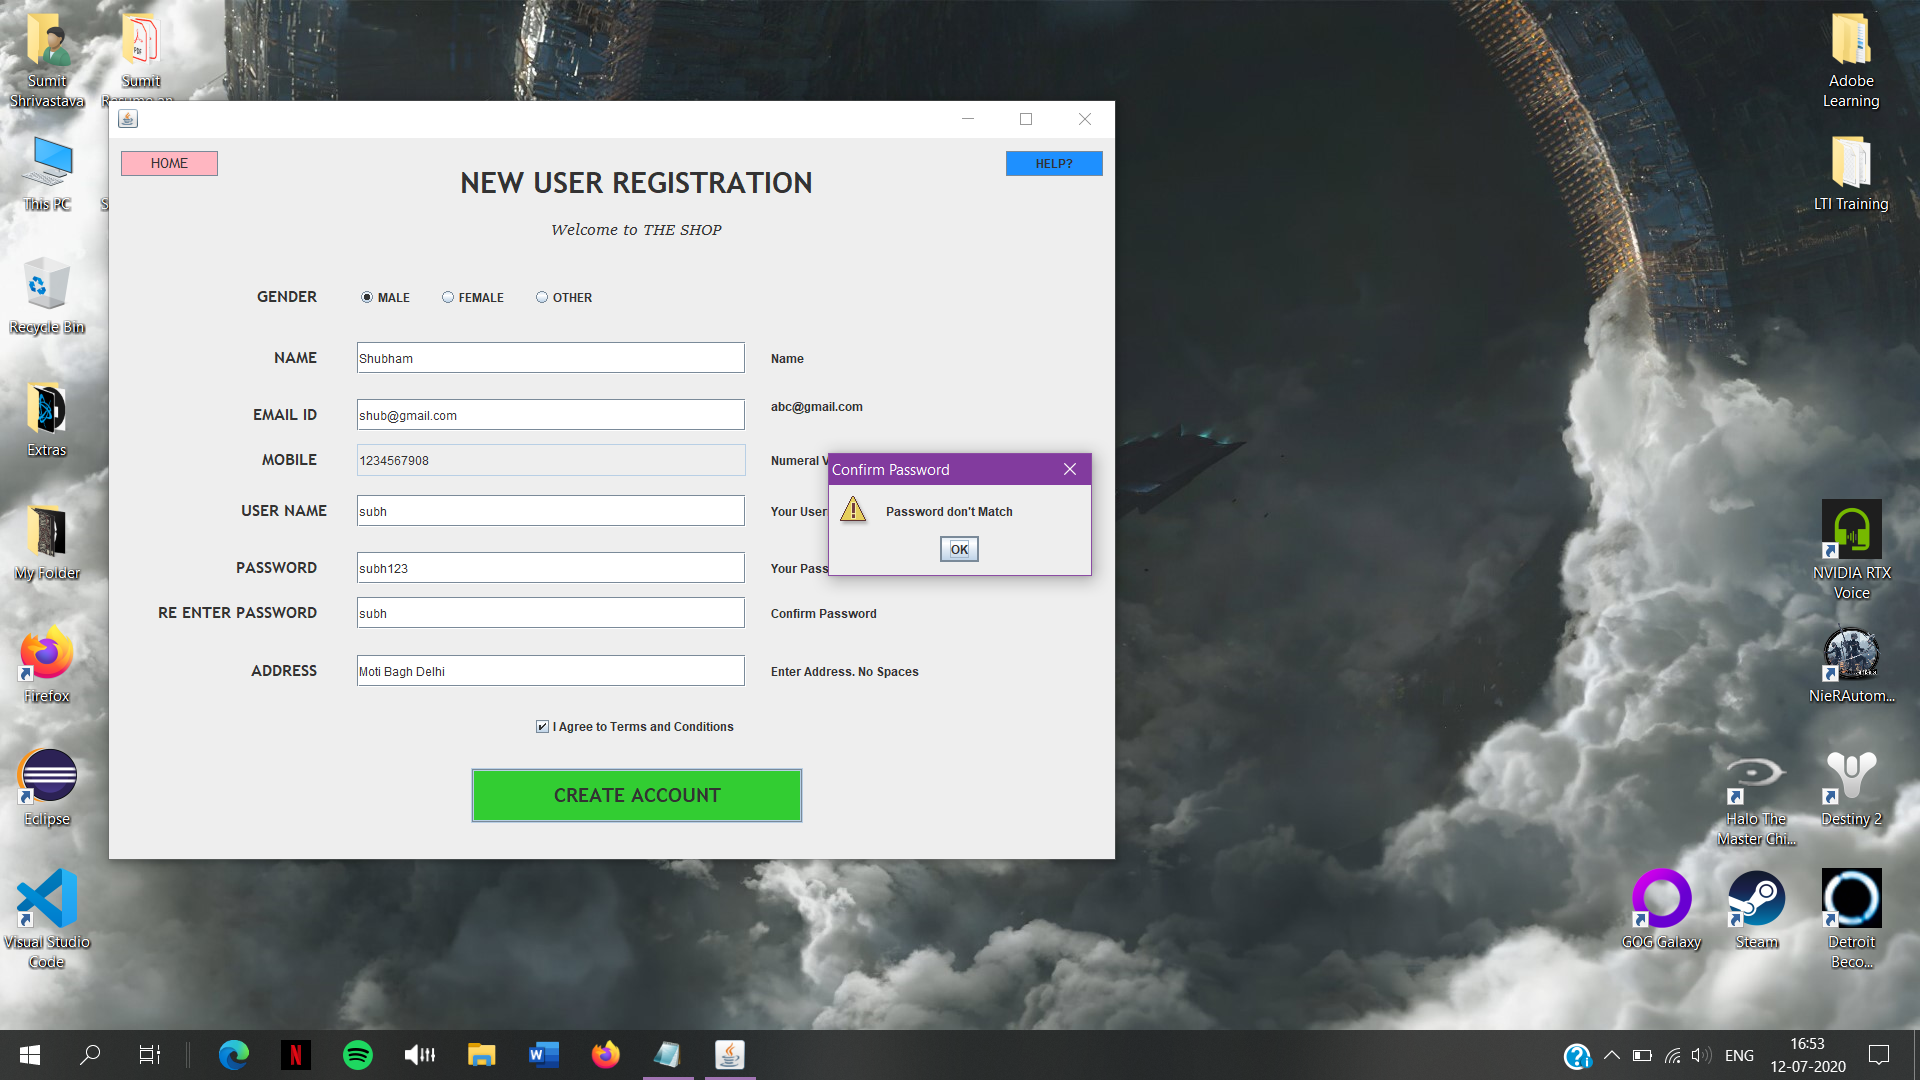 Sumit
Shrivastava
Sumit
This PC
Recycle Bin
Extras
My Folder
Firefox
Eclipse
Visual Studio
Code
HOME
HELP?
NEW USER REGISTRATION
Welcome to THE SHOP
GENDER MALE FEMALE OTHER
NAME Shubham Name
EMAIL ID shub@gmail.com abc@gmail.com
MOBILE 1234567908 Numeral V
USER NAME subh Your User
PASSWORD subh123 Your Pass
RE ENTER PASSWORD subh Confirm Password
ADDRESS Moti Bagh Delhi Enter Address. No Spaces
I Agree to Terms and Conditions
CREATE ACCOUNT
Confirm Password
Password don't Match
OK
Adobe
Learning
LTI Training
NVIDIA RTX
Voice
NieRAutom...
Halo The
Master Chi...
Destiny 2
GOG Galaxy
Steam
Detroit
Beco...
ENG
16:53
12-07-2020